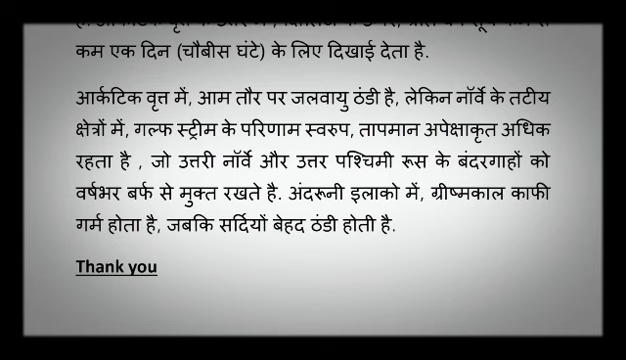 कम एक दिन (चौबीस घंटे) के लिए दिखाई देता है.
आर्कटिक वृत्त में, आम तौर पर जलवायु ठंडी है, लेकिन नॉर्वे के तटीय
क्षेत्रों में, गल्फ स्ट्रीम के परिणाम स्वरुप, तापमान अपेक्षाकृत अधिक
रहता है , जो उत्तरी नॉर्वे और उत्तर पश्चिमी रूस के बंदरगाहों को
वर्षभर बर्फ से मुक्त रखते है. अंदरूनी इलाको में, ग्रीष्मकाल काफी
गर्म होता है, जबकि सर्दियों बेहद ठंडी होती है.
Thank you